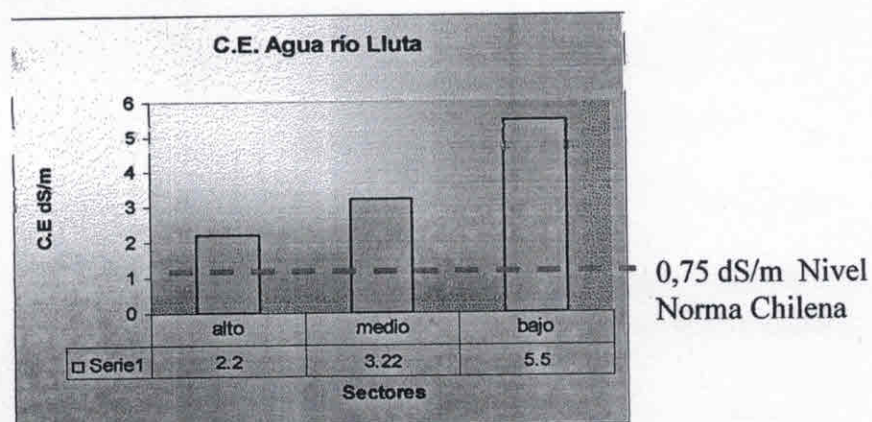 C.E. Agua río Lluta
C.E dS/m
6
5
4
3
2
1
0
alto medio bajo
Serie1 2.2 3.22 5.5
Sectores
0,75 dS/m Nivel
Norma Chilena